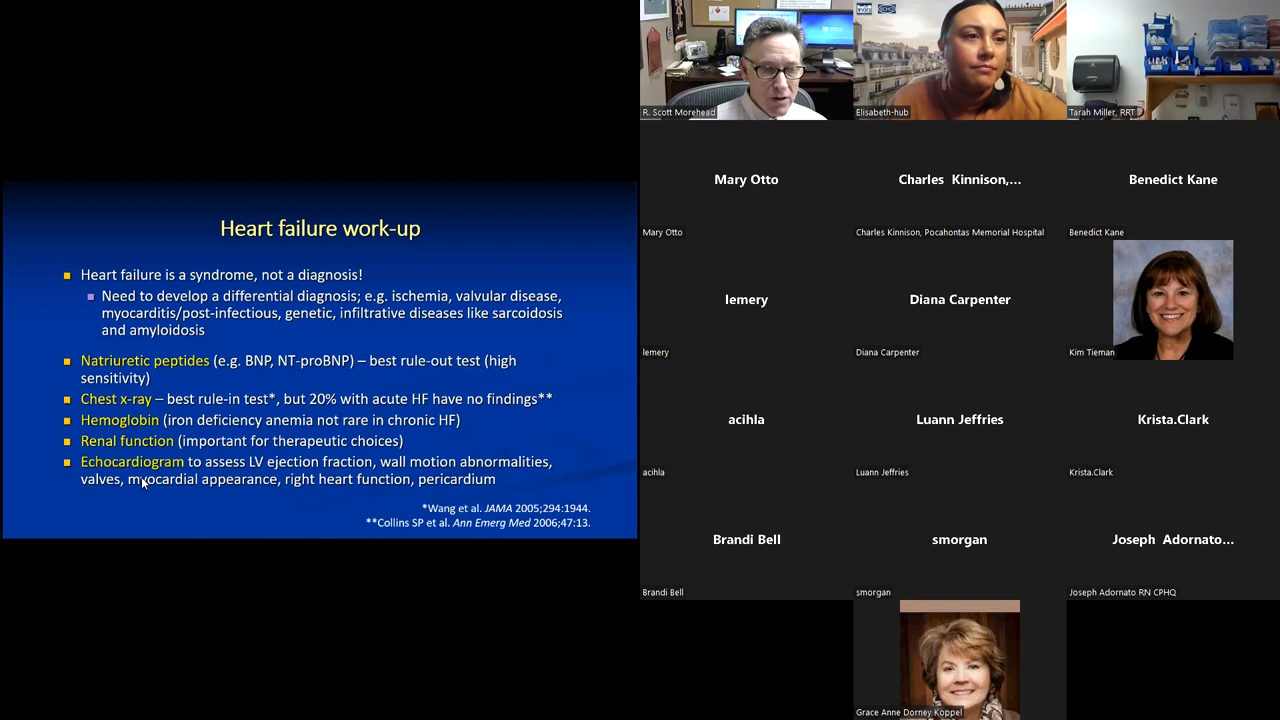 Heart failure work-up
Heart failure is a syndrome, not a diagnosis!
Need to develop a differential diagnosis; e.g. ischemia, valvular disease,
myocarditis/post-infectious, genetic, infiltrative diseases like sarcoidosis
and amyloidosis
Natriuretic peptides (e.g. BNP, NT-proBNP) – best rule-out test (high
sensitivity)
Chest x-ray – best rule-in test*, but 20% with acute HF have no findings**
Hemoglobin (iron deficiency anemia not rare in chronic HF)
Renal function (important for therapeutic choices)
Echocardiogram to assess LV ejection fraction, wall motion abnormalities,
valves, myocardial appearance, right heart function, pericardium
*Wang et al. JAMA 2005;294:1944.
**Collins SP et al. Ann Emerg Med 2006;47:13.
R. Scott Morehead
Elisabeth-hub
Tarah Miller, RRT
Mary Otto
Charles Kinnison,...
Benedict Kane
Mary Otto
Charles Kinnison, Pocahontas Memorial Hospital
Benedict Kane
lemery
Diana Carpenter
lemery
Diana Carpenter
Kim Tieman
acihla
Luann Jeffries
Krista.Clark
acihla
Luann Jeffries
Krista.Clark
Brandi Bell
smorgan
Joseph Adornato...
Brandi Bell
smorgan
Joseph Adornato RN CPHQ
Grace Anne Dorney Koppel